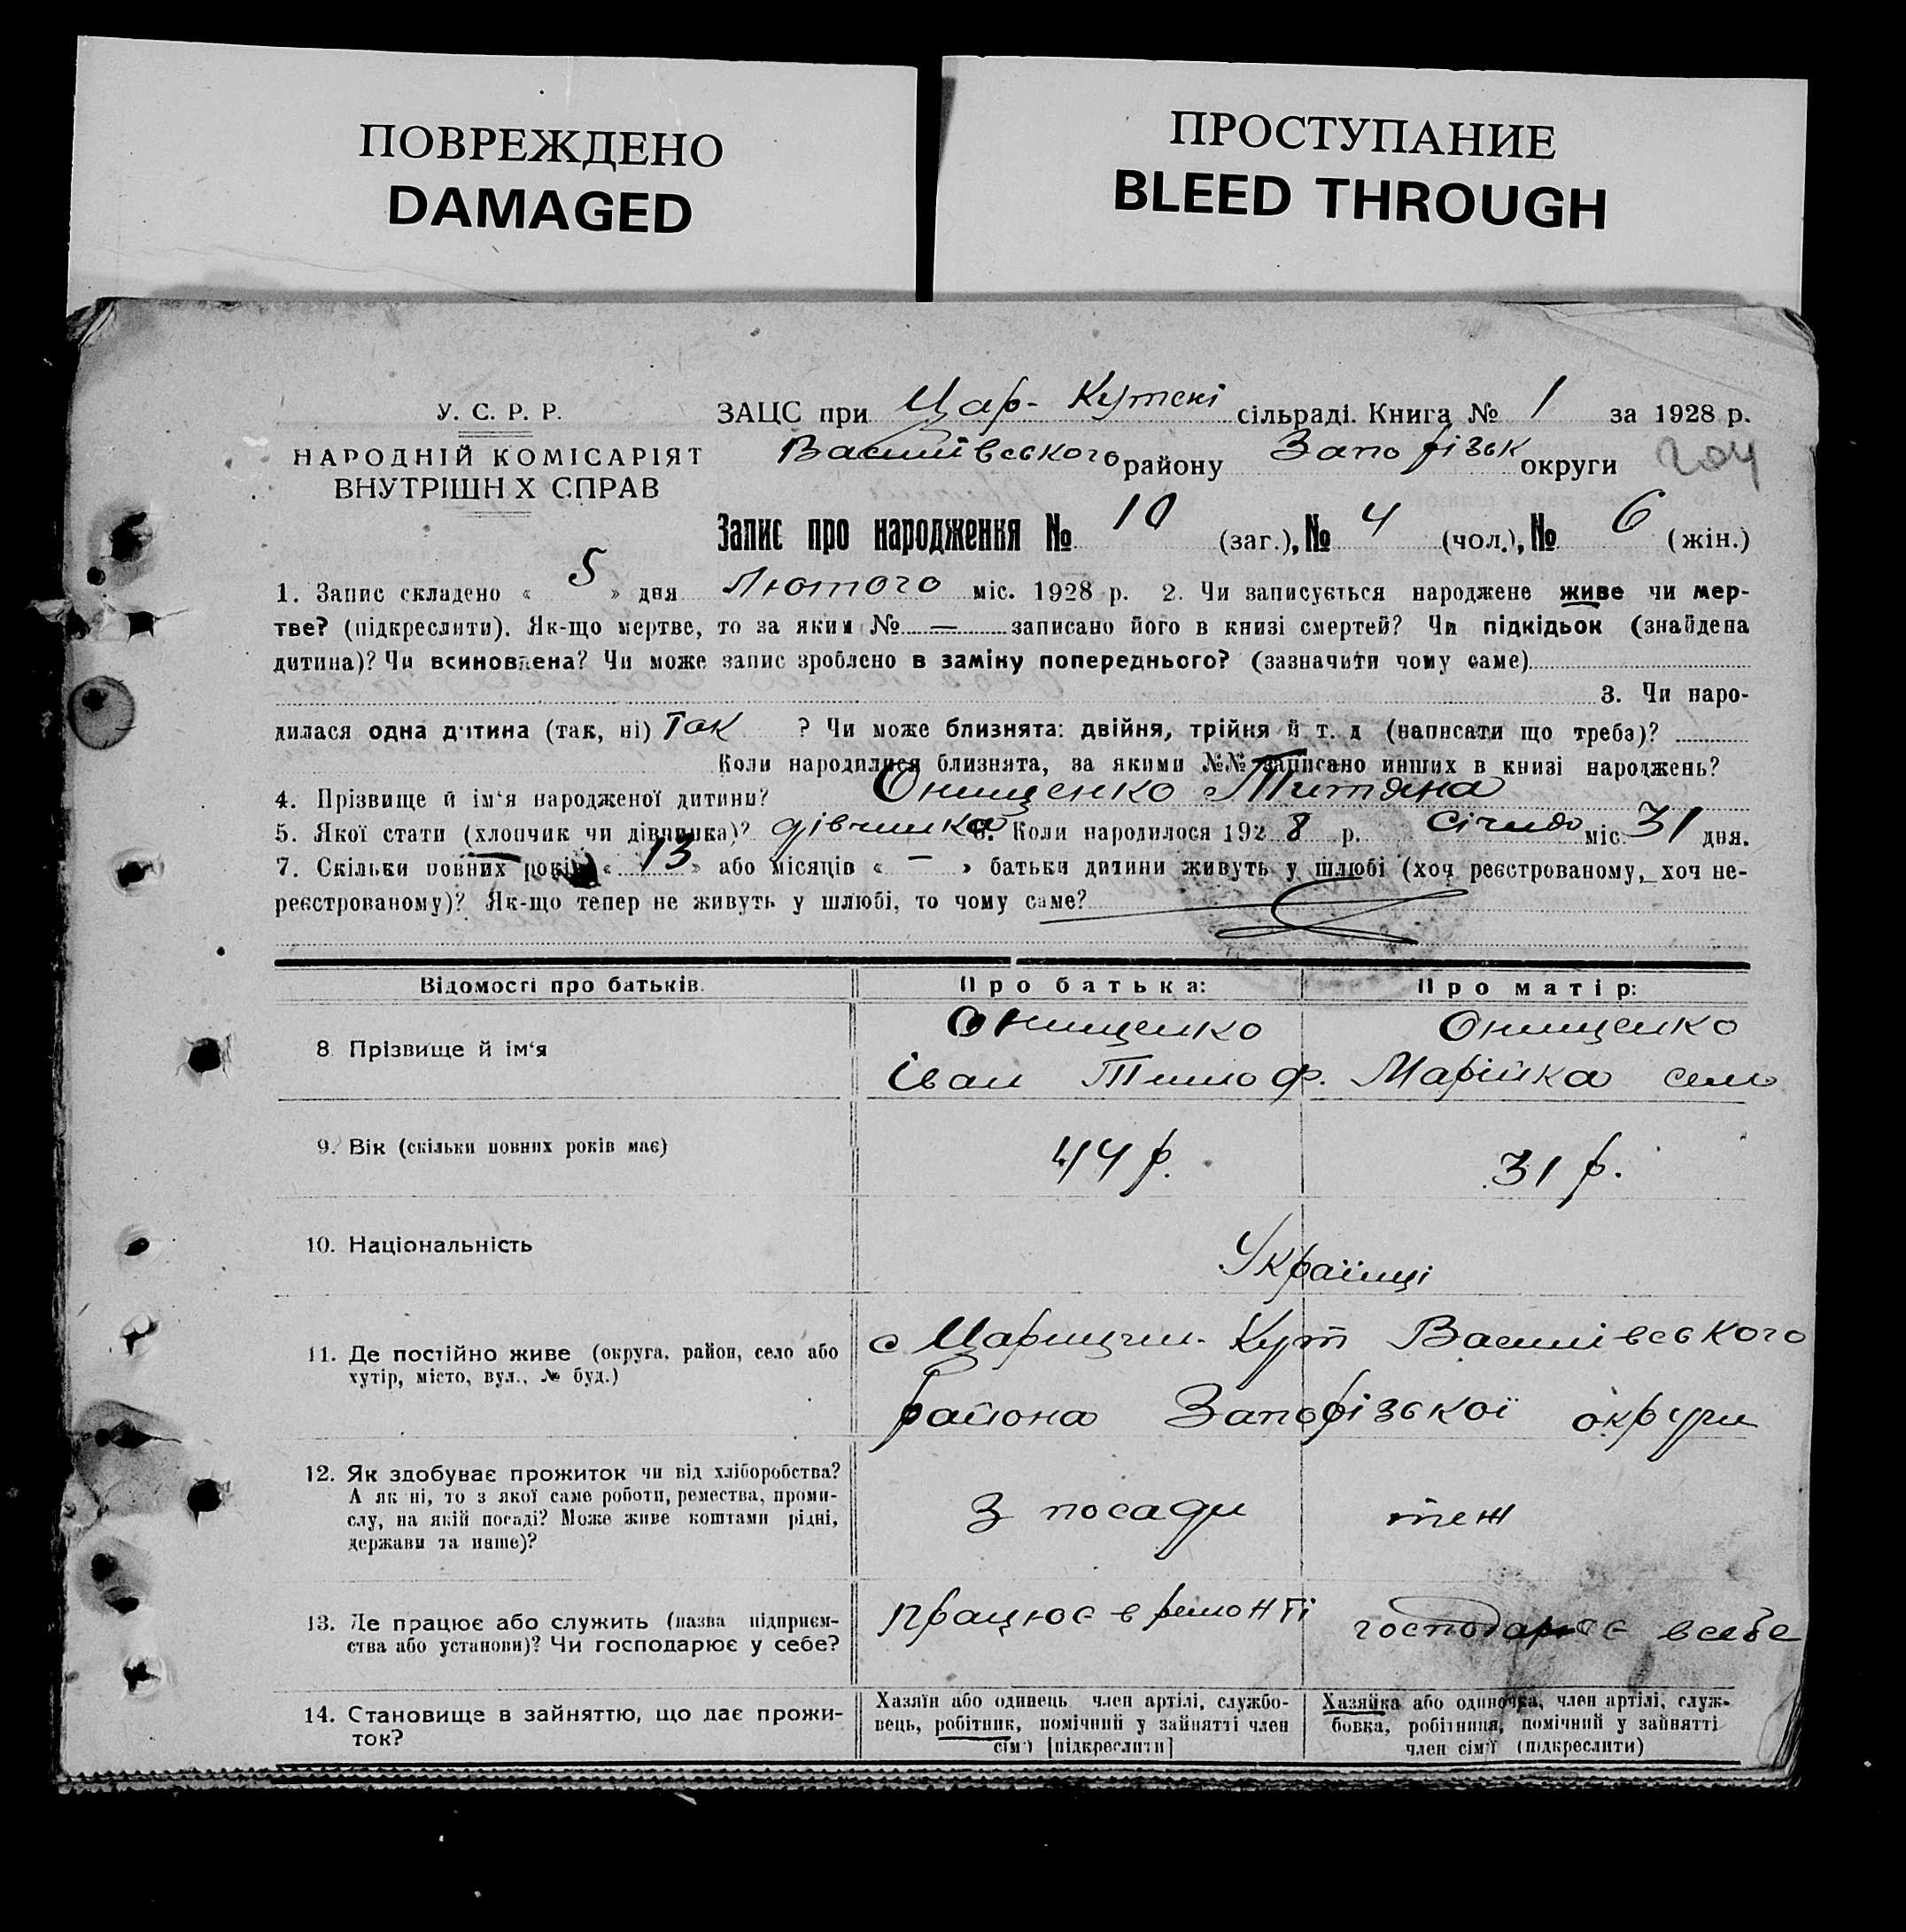 ПОВРЕЖДЕНО
DAMAGED
ПРОСТУПАНИЕ
BLEED THROUGH
У. С. Р. Р.
НАРОДНІЙ КОМІСАРІЯТ
ВНУТРІШН Х СПРАВ
ЗАЦС при Цар- Кутскі сільраді. Книга № 1 за 1928 р.
Василівського району Запорізьк округи 204
Запис про народження № 10 (заг.), № 4 (чол.), № 6 (жін.)
1. Запис складено « 5 » дня Лютого міс. 1928 р. 2. Чи записується народжене живе чи мер-
тве? (підкреслити). Як-що мертве, то за яким № — записано його в книзі смертей? Чи підкідьок (знайдена
дитина)? Чи всиновлена? Чи може запис зроблено в заміну попереднього? (зазначити чому саме)
3. Чи наро-
дилася одна дитина (так, ні) Так ? Чи може близнята: двійня, трійня й т. д (написати що треба)?
Коли народилися близнята, за якими №№ записано инших в книзі народжень?
4. Прізвище й ім'я народженої дитини? Онищенко Титяна
5. Якої стати (хлопчик чи дівчинка)? дівчинка 6. Коли народилося 192 8 р. Січидо міс. 31 дня.
7. Скільки повних років « 13 » або місяців « – » батьки дитини живуть у шлюбі (хоч реєстрованому, хоч не-
реєстрованому)? Як-що тепер не живуть у шлюбі, то чому саме?
Відомості про батьків. Про батька: Про матір:
8. Прізвище й ім'я Онищенко Іван Тимоф. Онищенко Марійка
9. Вік (скільки повних років має) 44 р. 31 р.
10. Національність Українці
11. Де постійно живе (округа, район, село або
хутір, місто, вул., № буд.)
с Царицин- Кут Василівського
района Запорізької округи
12. Як здобуває прожиток чи від хліборобства?
А як ні, то з якої саме роботи, ремества, проми-
слу, на якій посаді? Може живе коштами рідні,
держави та инше)?
З посади теж
13. Де працює або служить (назва підприєм-
ства або установи)? Чи господарює у себе?
працює в ремонті господарює всебе
14. Становище в зайняттю, що дає прожи-
ток?
Хазяїн або одинець член артілі, службо-
вець, робітник, помічний у зайнятті член
сім'ї [підкреслити]
Хазяйка або одиночка, член артілі, служ-
бовка, робітниця, помічний у зайнятті
член сім'ї (підкреслити)